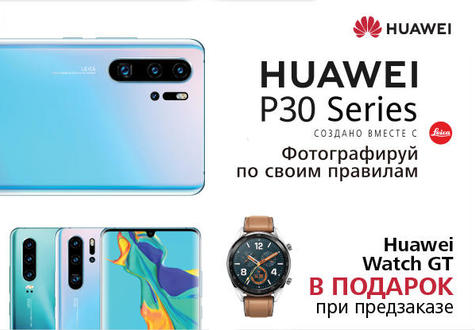 HUAWEI
HUAWEI
P30 Series
СОЗДАНО ВМЕСТЕ С
Leica
Фотографируй
по своим правилам
Huawei
Watch GT
В ПОДАРОК
при предзаказе